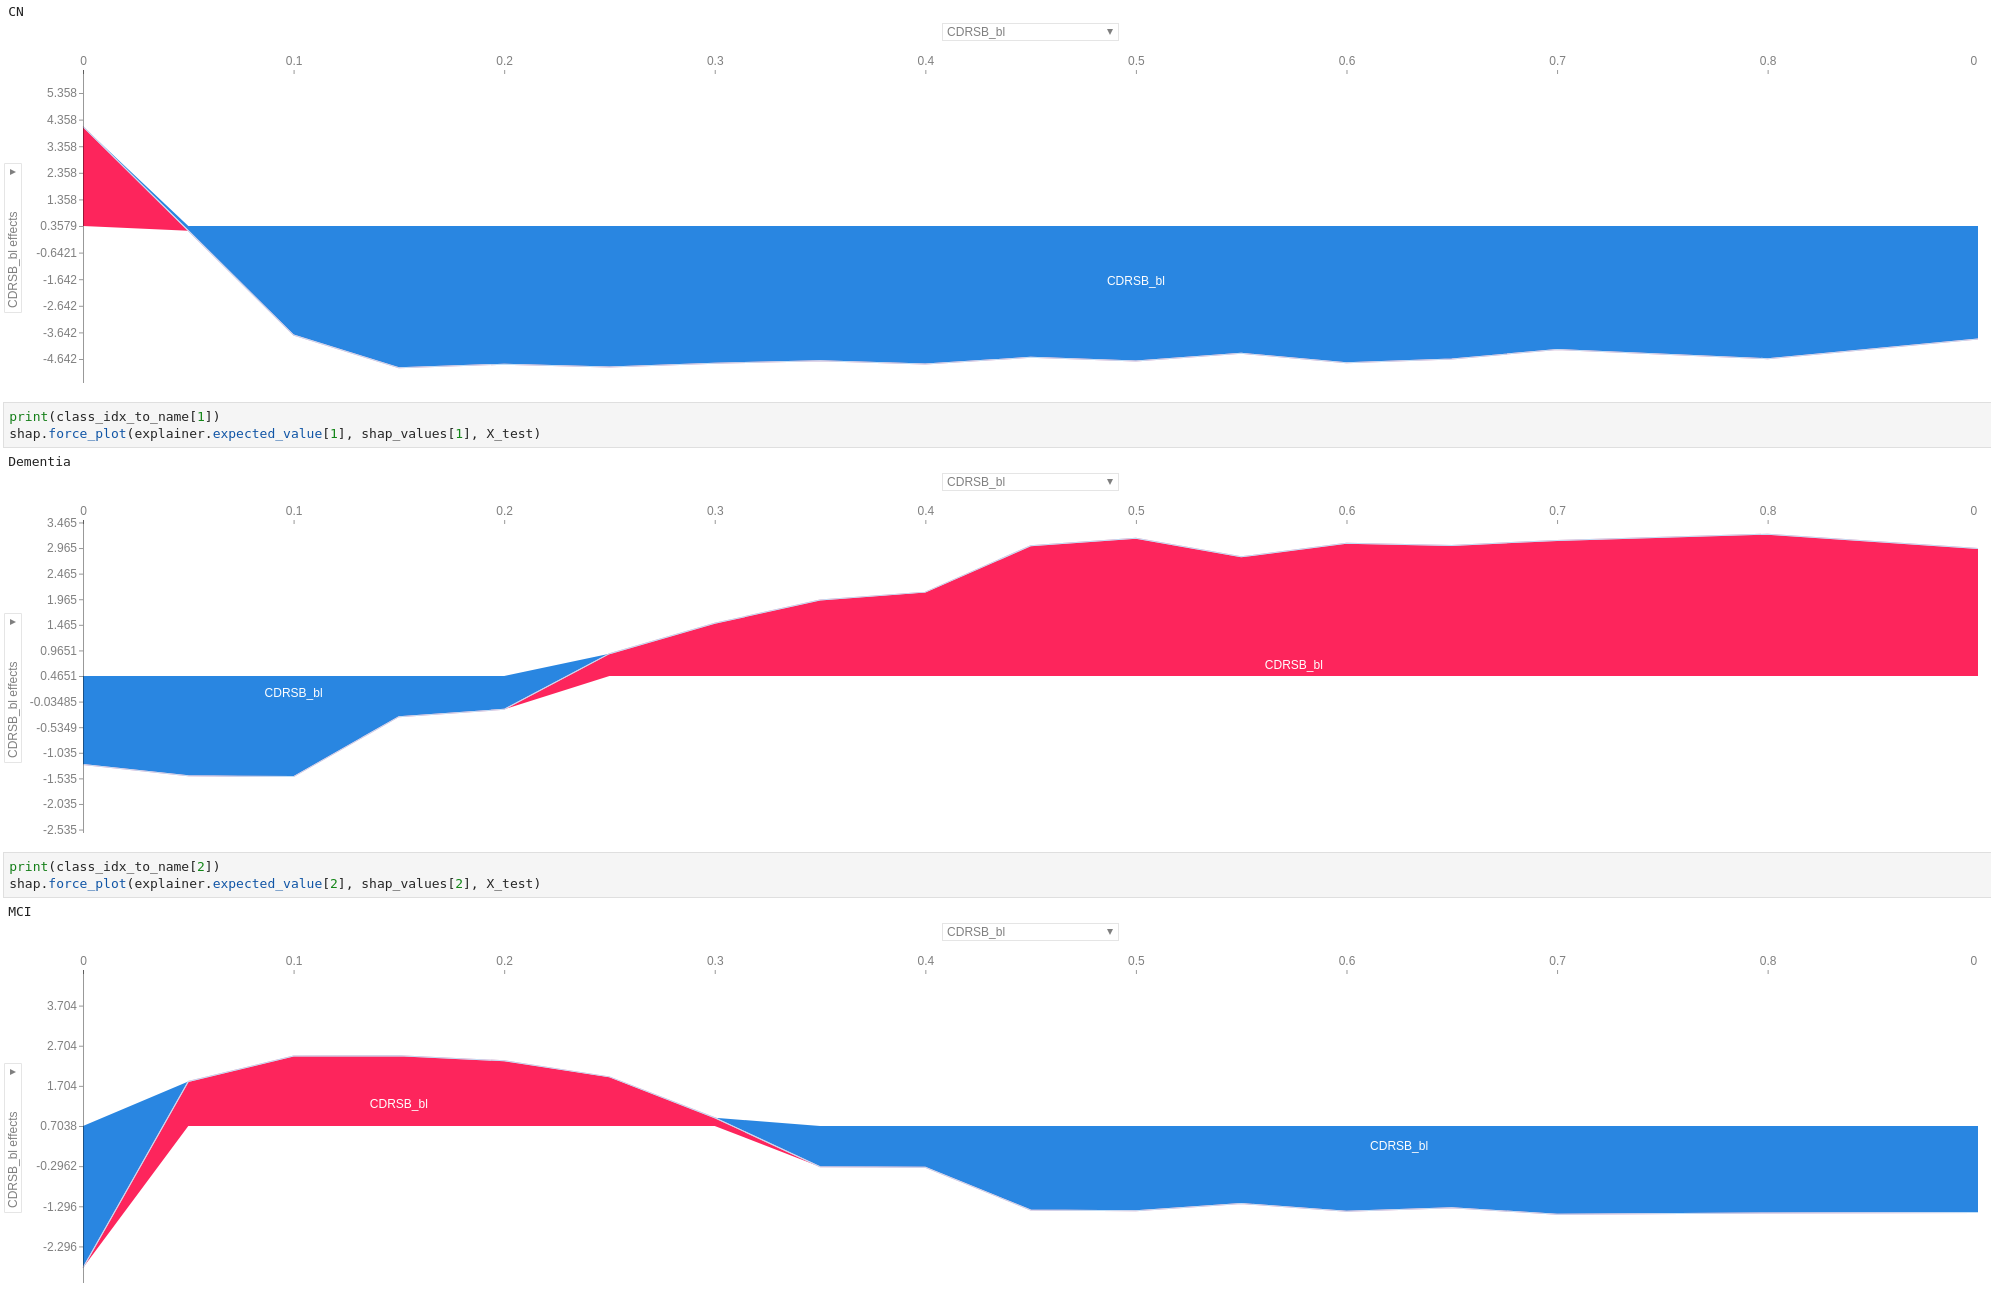 CN
CDRSB_bl ▼
0 0.1 0.2 0.3 0.4 0.5 0.6 0.7 0.8 0
5.358
4.358
3.358
2.358
1.358
0.3579
-0.6421
-1.642
-2.642
-3.642
-4.642
CDRSB_bl effects
CDRSB_bl
print(class_idx_to_name[1])
shap.force_plot(explainer.expected_value[1], shap_values[1], X_test)
Dementia
CDRSB_bl ▼
0 0.1 0.2 0.3 0.4 0.5 0.6 0.7 0.8 0
3.465
2.965
2.465
1.965
1.465
0.9651
0.4651
-0.03485
-0.5349
-1.035
-1.535
-2.035
-2.535
CDRSB_bl effects
CDRSB_bl
CDRSB_bl
print(class_idx_to_name[2])
shap.force_plot(explainer.expected_value[2], shap_values[2], X_test)
MCI
CDRSB_bl ▼
0 0.1 0.2 0.3 0.4 0.5 0.6 0.7 0.8 0
3.704
2.704
1.704
0.7038
-0.2962
-1.296
-2.296
CDRSB_bl effects
CDRSB_bl
CDRSB_bl